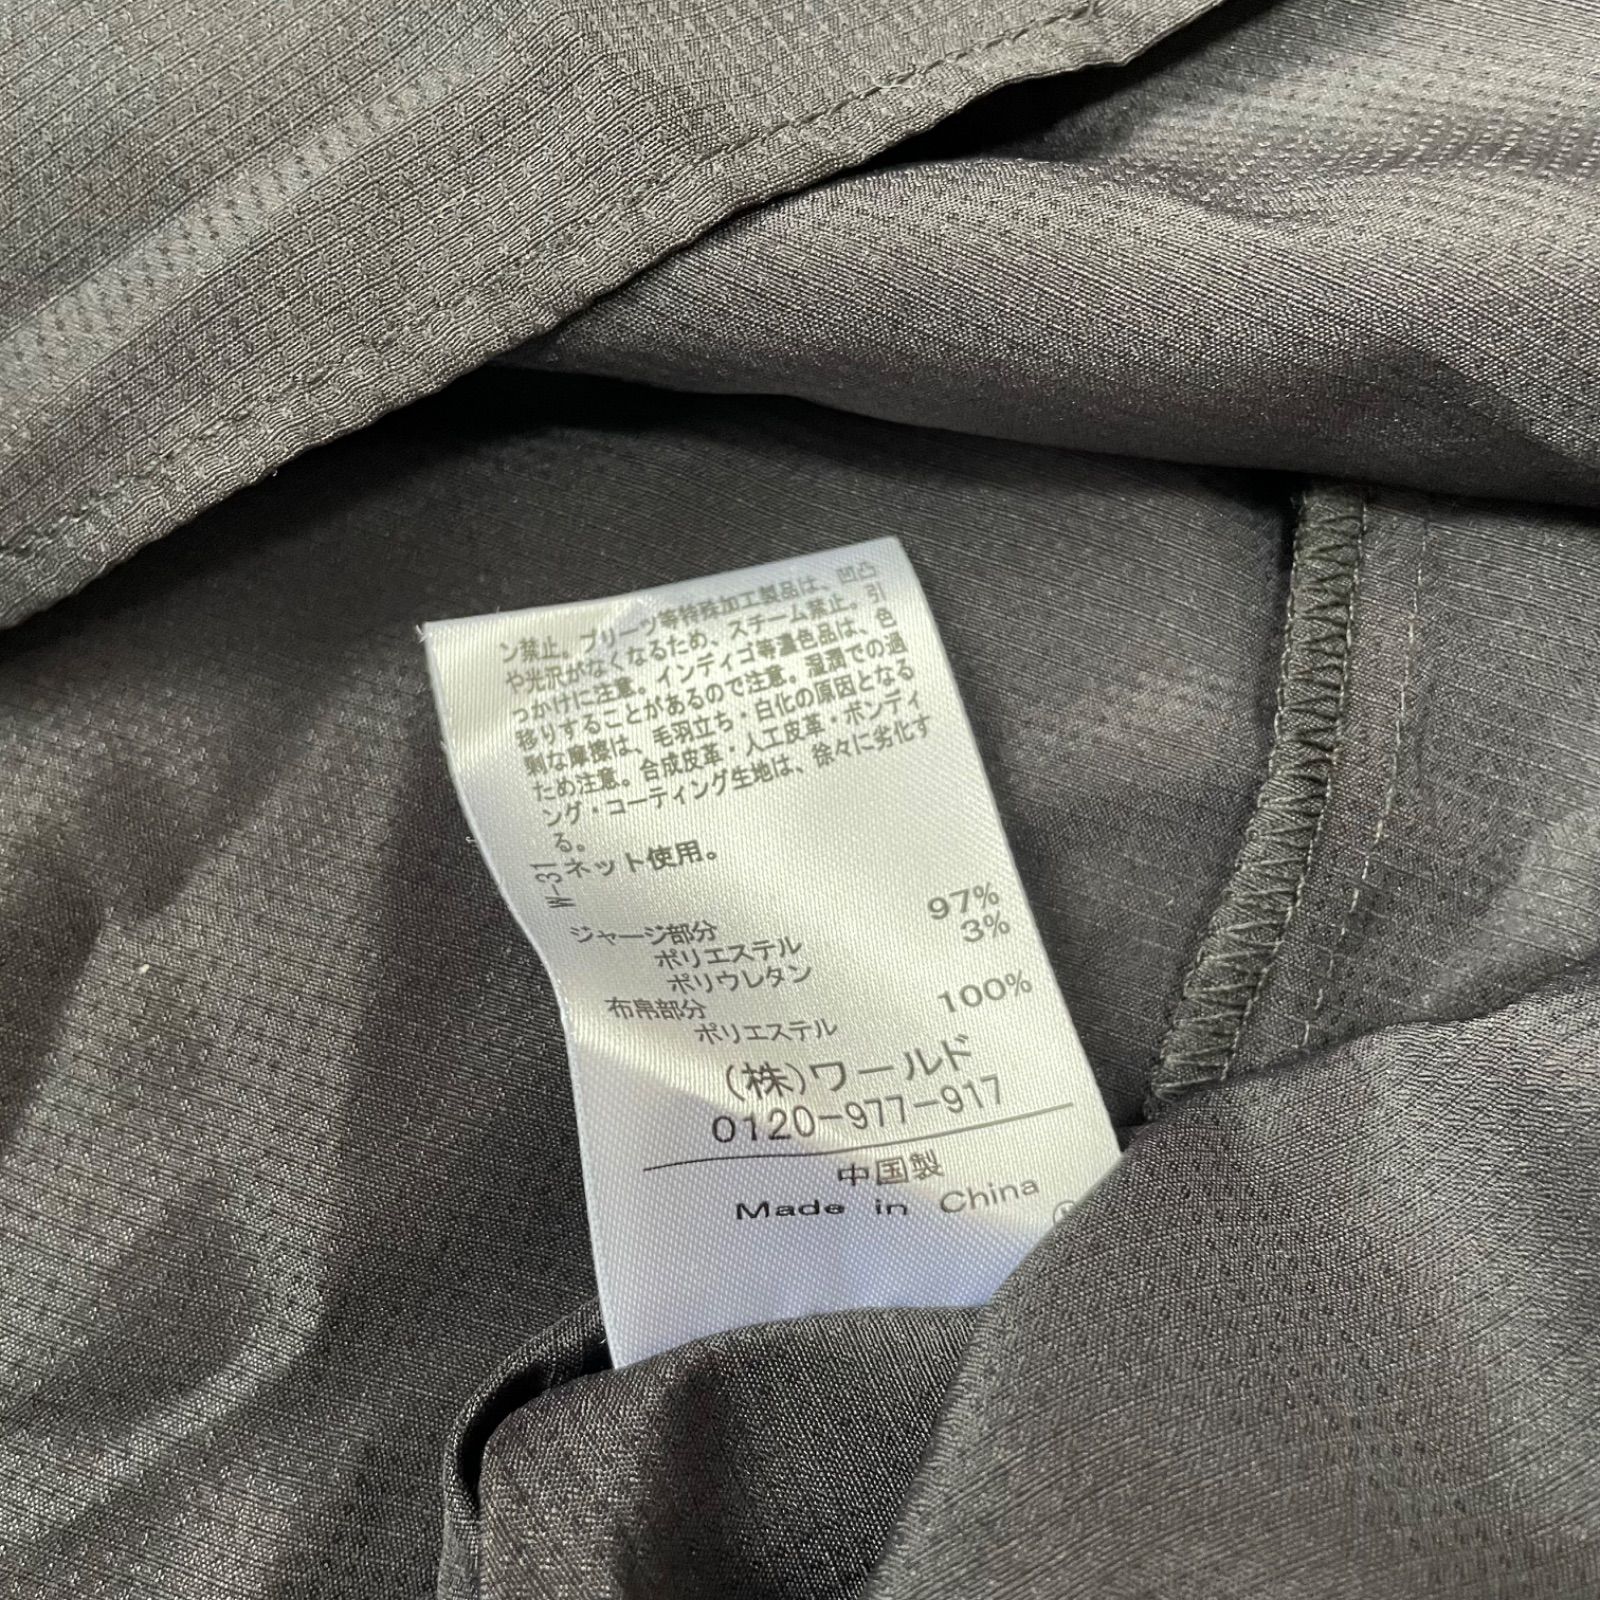 ン禁止。プリーツ等特殊加工製品は、凹凸
や光沢がなくなるため、スチーム禁止。引
っかけに注意。インディゴ等濃色品は、色
移りすることがあるので注意。湿潤での過
剰な摩擦は、毛羽立ち・白化の原因となる
ため注意。合成皮革・人工皮革・ボンディ
ング・コーティング生地は、徐々に劣化す
る。
ネット使用。
W-31
ジャージ部分
ポリエステル 97%
ポリウレタン 3%
布帛部分
ポリエステル 100%
(株)ワールド
0120-977-917
中国製
Made in China